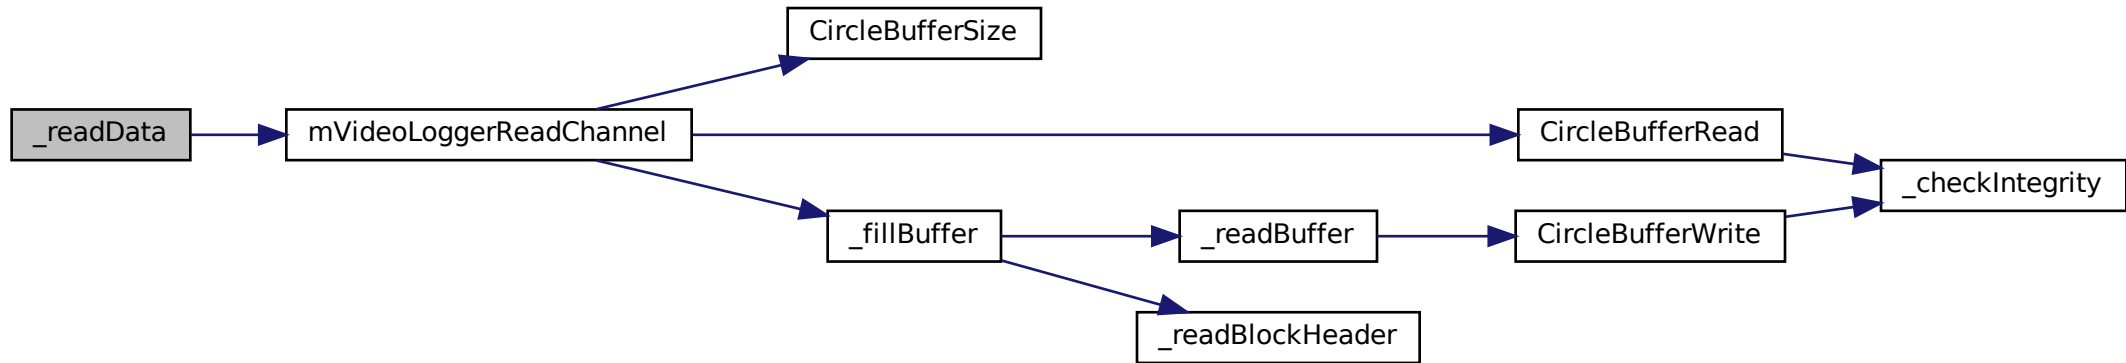 CircleBufferSize
_readData
mVideoLoggerReadChannel
CircleBufferRead
_checkIntegrity
_fillBuffer
_readBuffer
CircleBufferWrite
_readBlockHeader